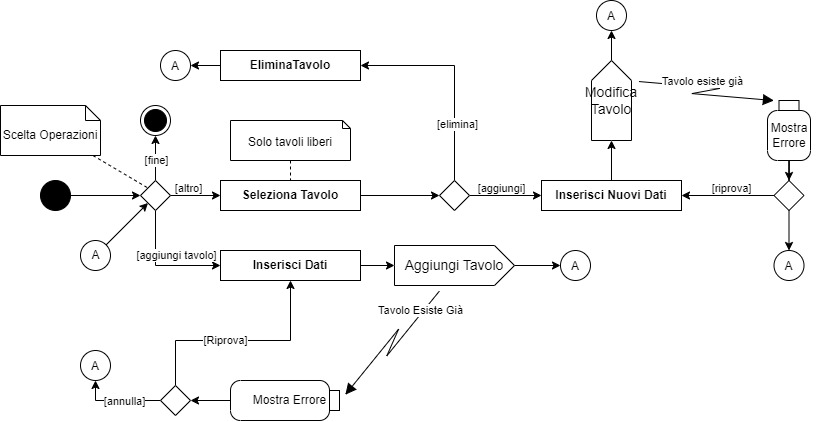 A
A
EliminaTavolo
Modifica
Tavolo
Tavolo esiste già
Scelta Operazioni
Solo tavoli liberi
[elimina]
Mostra
Errore
[fine]
[altro]
Seleziona Tavolo
[aggiungi]
Inserisci Nuovi Dati
[riprova]
A
[aggiungi tavolo]
Inserisci Dati
Aggiungi Tavolo
A
A
Tavolo Esiste Già
[Riprova]
A
[annulla]
Mostra Errore